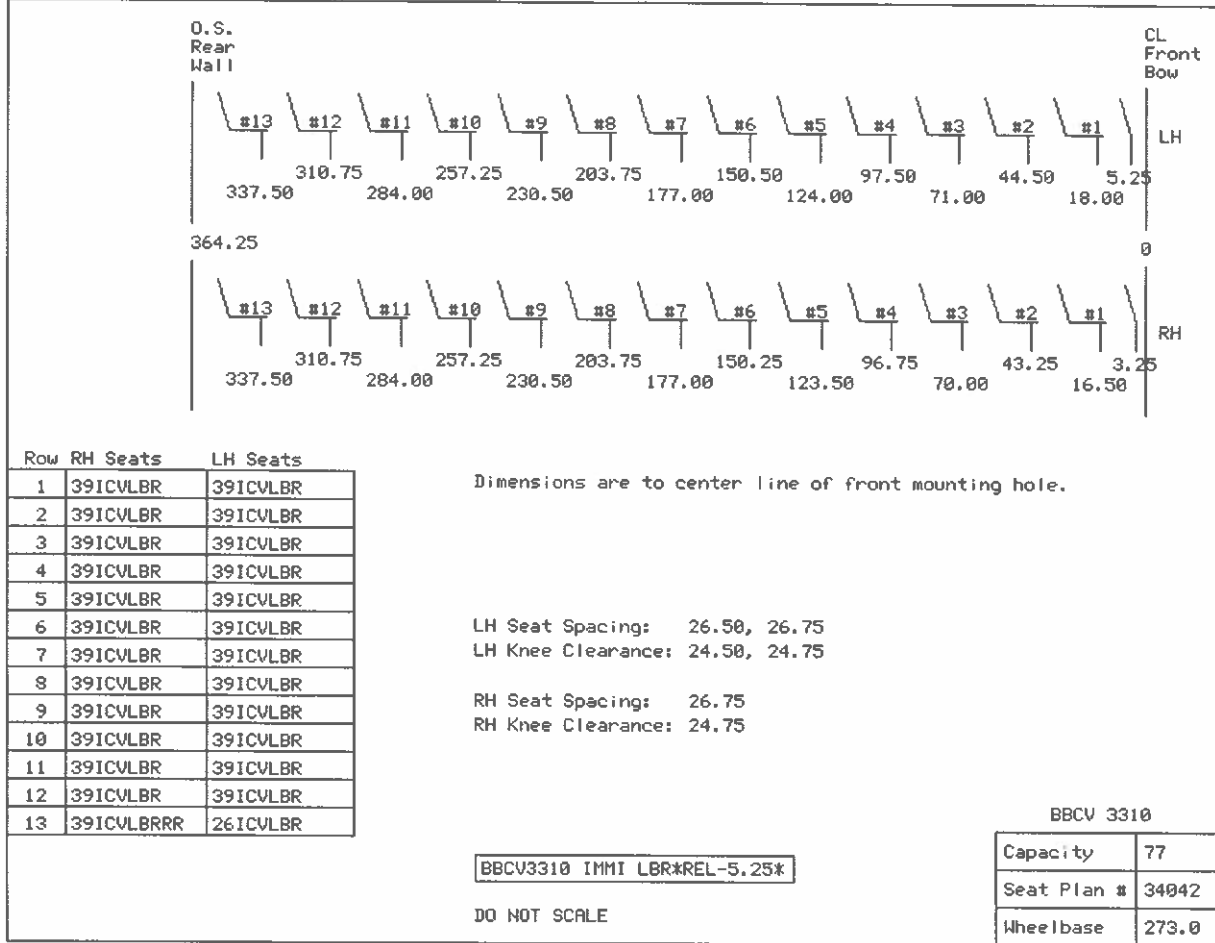 O.S.
Rear
Wall
CL
Front
Bow
#13 #12 #11 #10 #9 #8 #7 #6 #5 #4 #3 #2 #1
LH
310.75 257.25 203.75 150.50 97.50 44.50 5.25
337.50 284.00 230.50 177.00 124.00 71.00 18.00
364.25 0
#13 #12 #11 #10 #9 #8 #7 #6 #5 #4 #3 #2 #1
RH
310.75 257.25 203.75 150.25 96.75 43.25 3.25
337.50 284.00 230.50 177.00 123.50 70.00 16.50
Row RH Seats LH Seats
1 39ICVLBR 39ICVLBR
2 39ICVLBR 39ICVLBR
3 39ICVLBR 39ICVLBR
4 39ICVLBR 39ICVLBR
5 39ICVLBR 39ICVLBR
6 39ICVLBR 39ICVLBR
7 39ICVLBR 39ICVLBR
8 39ICVLBR 39ICVLBR
9 39ICVLBR 39ICVLBR
10 39ICVLBR 39ICVLBR
11 39ICVLBR 39ICVLBR
12 39ICVLBR 39ICVLBR
13 39ICVLBRRR 26ICVLBR
Dimensions are to center line of front mounting hole.
LH Seat Spacing: 26.50, 26.75
LH Knee Clearance: 24.50, 24.75
RH Seat Spacing: 26.75
RH Knee Clearance: 24.75
BBCV3310 IMMI LBR*REL-5.25*
DO NOT SCALE
BBCV 3310
Capacity 77
Seat Plan # 34042
Wheelbase 273.0